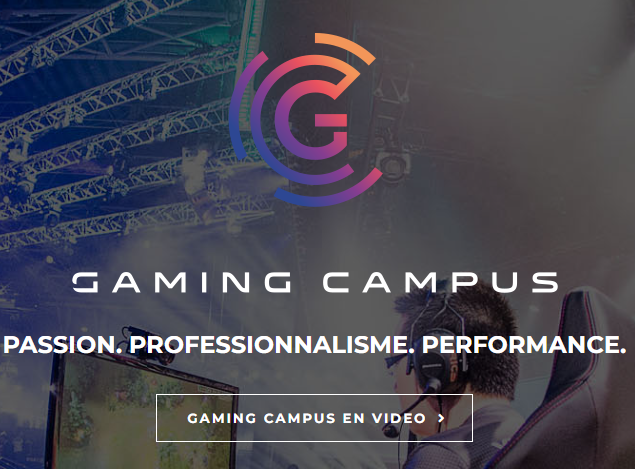 GAMING CAMPUS
PASSION. PROFESSIONNALISME. PERFORMANCE.
GAMING CAMPUS EN VIDEO >